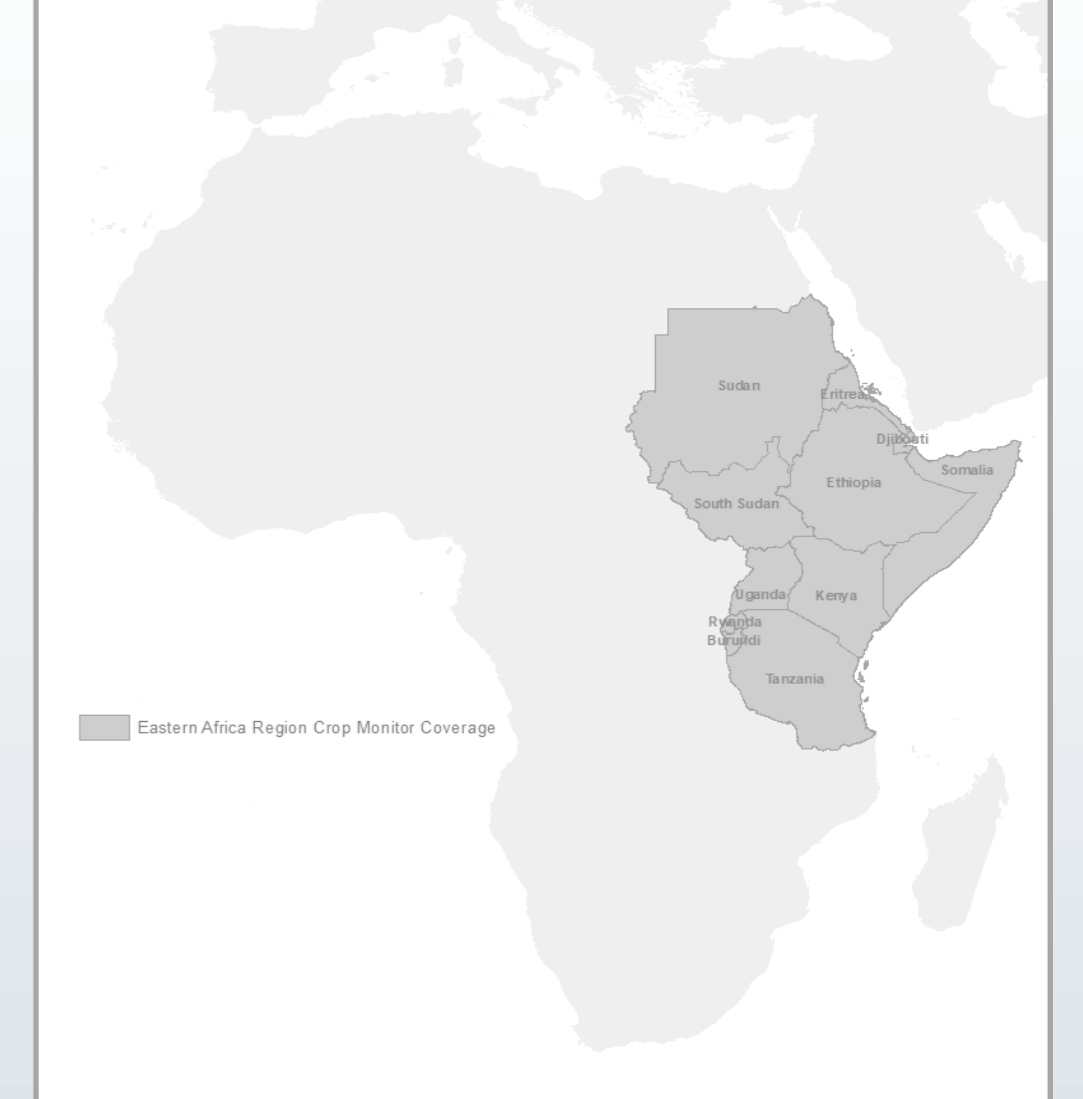 Sudan
Eritrea
Djibouti
Somalia
Ethiopia
South Sudan
Uganda
Kenya
Rwanda
Burundi
Tanzania
Eastern Africa Region Crop Monitor Coverage